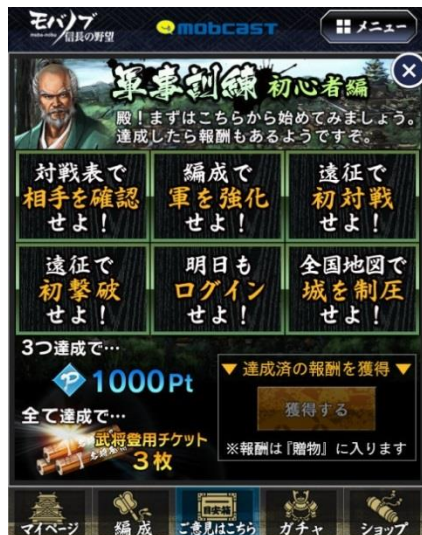 モバノブ
moba-nobu
信長の野望
mobcast
メニュー
軍事訓練 初心者編
殿！まずはこちらから始めてみましょう。
達成したら報酬もあるようですぞ。
対戦表で
相手を確認
せよ！
編成で
軍を強化
せよ！
遠征で
初対戦
せよ！
遠征で
初撃破
せよ！
明日も
ログイン
せよ！
全国地図で
城を制圧
せよ！
3つ達成で…
P 1000Pt
全て達成で…
武将登用チケット
3枚
▼ 達成済の報酬を獲得 ▼
獲得する
※報酬は『贈物』に入ります
マイページ
編成
目安箱
ご意見はこちら
ガチャ
ショップ